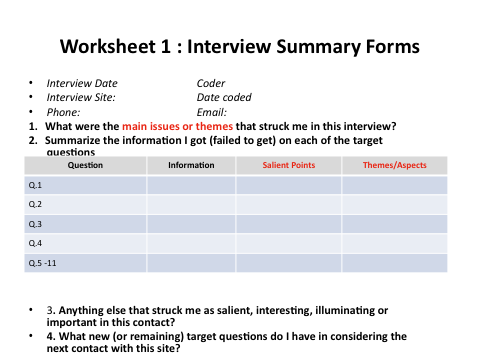 Worksheet 1 : Interview Summary Forms
• Interview Date Coder
• Interview Site: Date coded
• Phone: Email:
1. What were the main issues or themes that struck me in this interview?
2. Summarize the information I got (failed to get) on each of the target
questions
Question Information Salient Points Themes/Aspects
Q.1
Q.2
Q.3
Q.4
Q.5 -11
• 3. Anything else that struck me as salient, interesting, illuminating or
important in this contact?
• 4. What new (or remaining) target questions do I have in considering the
next contact with this site?